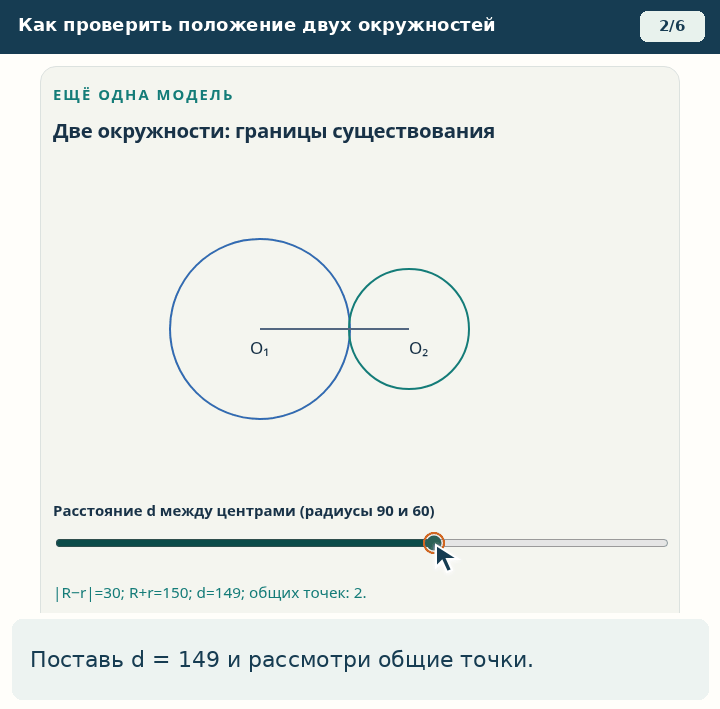 Как проверить положение двух окружностей
2/6
ЕЩЁ ОДНА МОДЕЛЬ
Две окружности: границы существования
O₁
O₂
Расстояние d между центрами (радиусы 90 и 60)
|R−r|=30; R+r=150; d=149; общих точек: 2.
Поставь d = 149 и рассмотри общие точки.